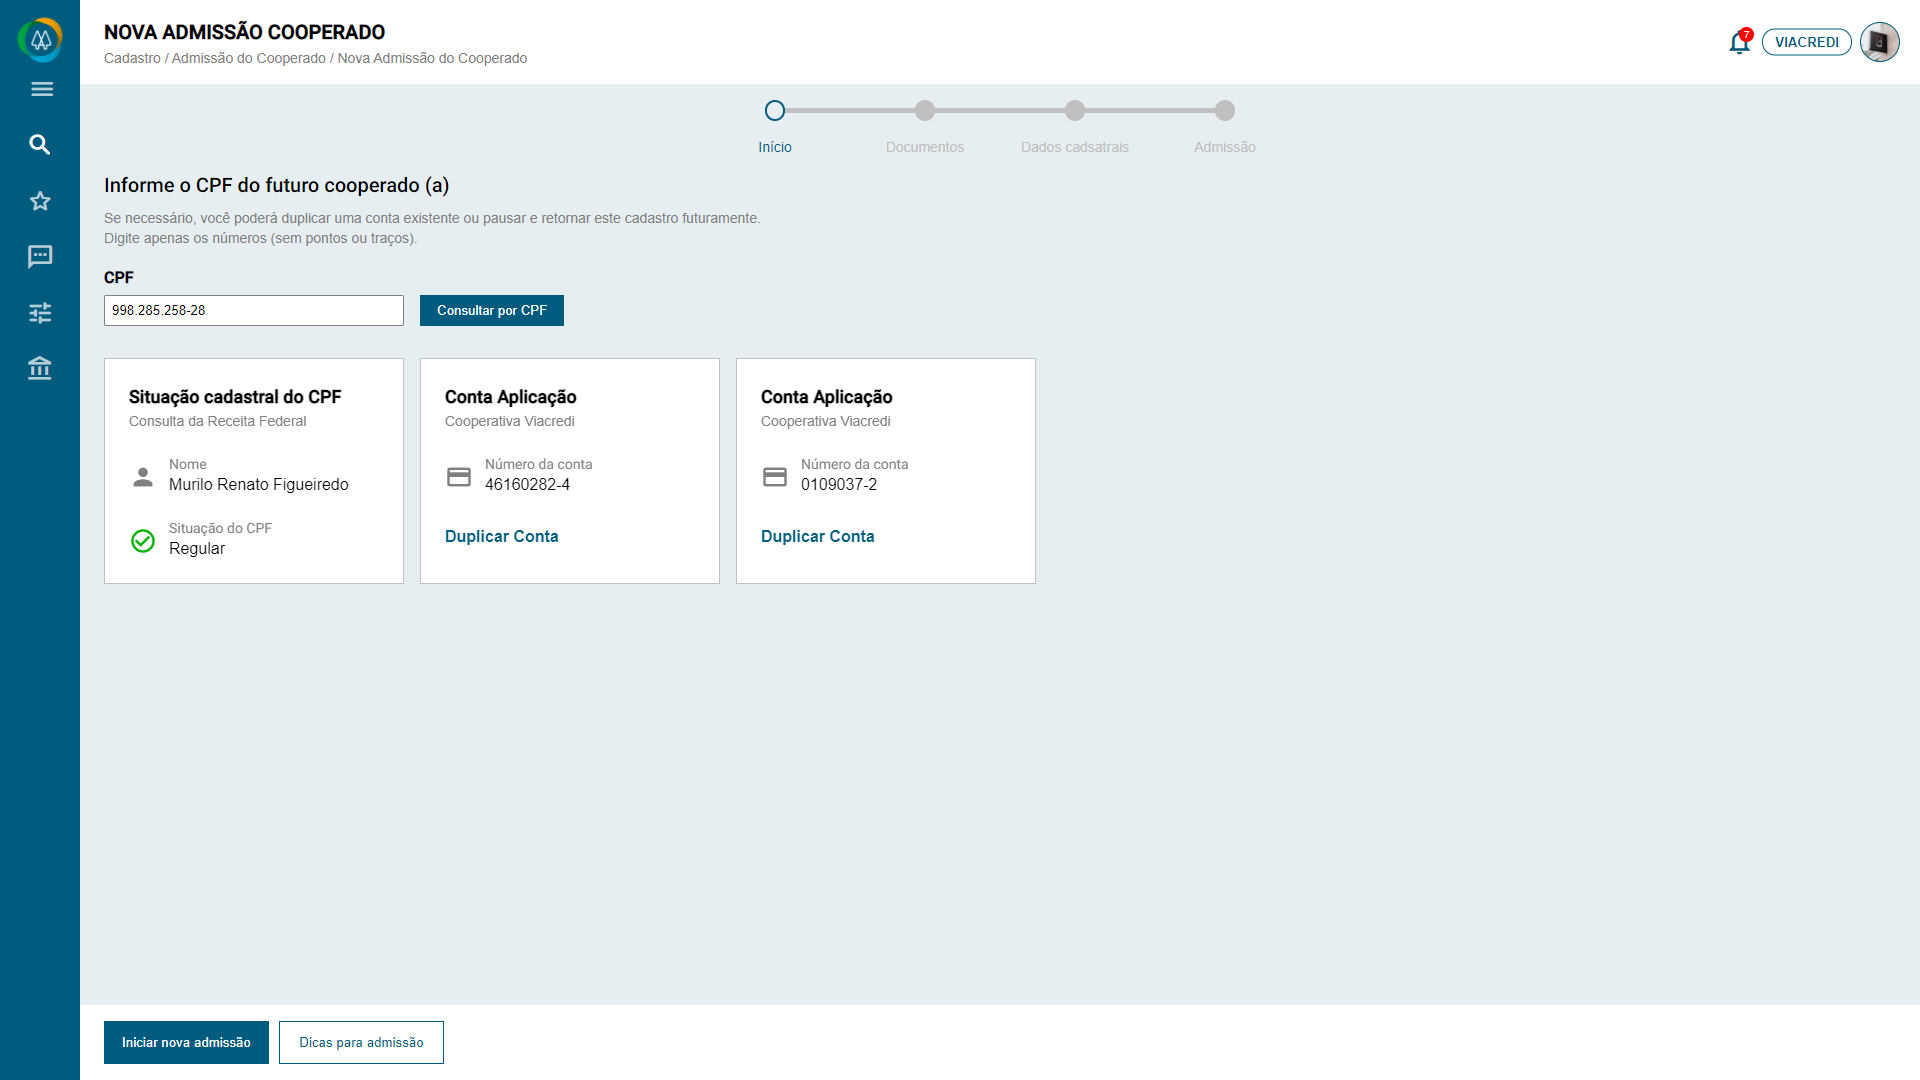 NOVA ADMISSÃO COOPERADO
Cadastro / Admissão do Cooperado / Nova Admissão do Cooperado
7
VIACREDI
Início
Documentos
Dados cadsatrais
Admissão
Informe o CPF do futuro cooperado (a)
Se necessário, você poderá duplicar uma conta existente ou pausar e retornar este cadastro futuramente.
Digite apenas os números (sem pontos ou traços).
CPF
998.285.258-28
Consultar por CPF
Situação cadastral do CPF
Consulta da Receita Federal
Nome
Murilo Renato Figueiredo
Situação do CPF
Regular
Conta Aplicação
Cooperativa Viacredi
Número da conta
46160282-4
Duplicar Conta
Conta Aplicação
Cooperativa Viacredi
Número da conta
0109037-2
Duplicar Conta
Iniciar nova admissão
Dicas para admissão